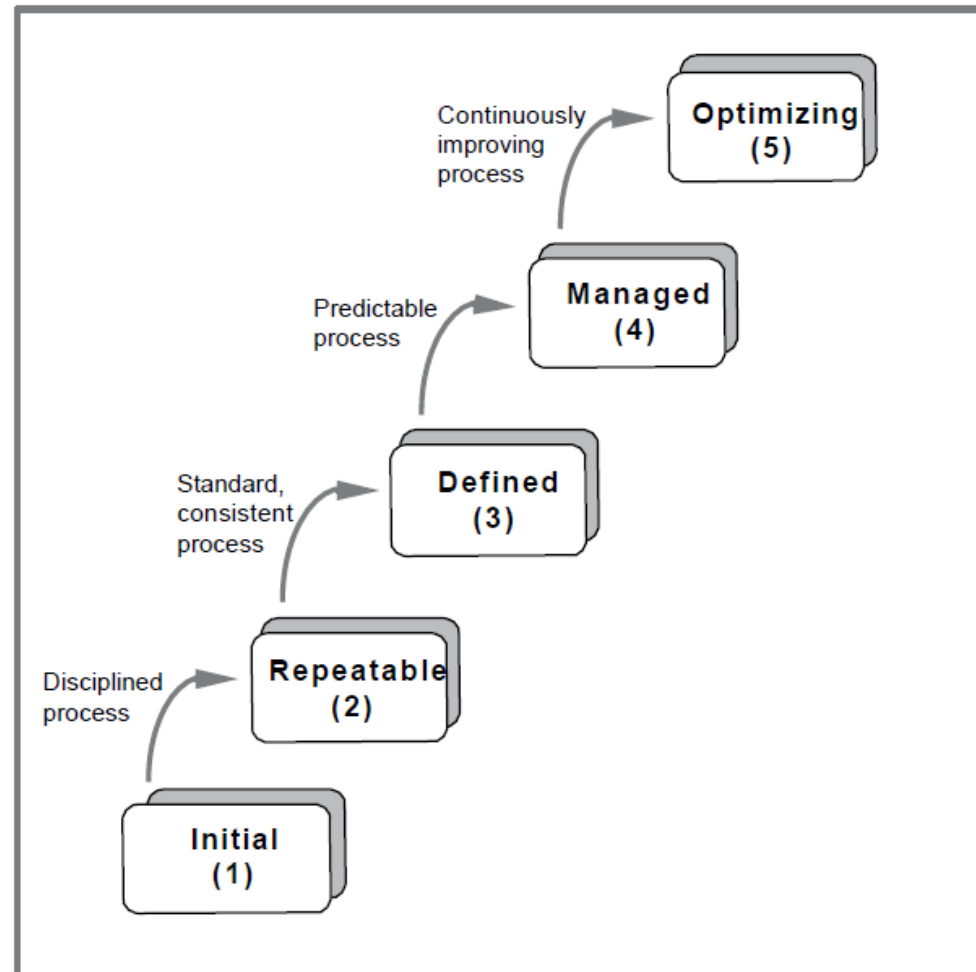 Continuously
improving
process
Optimizing
(5)
Predictable
process
Managed
(4)
Standard,
consistent
process
Defined
(3)
Disciplined
process
Repeatable
(2)
Initial
(1)